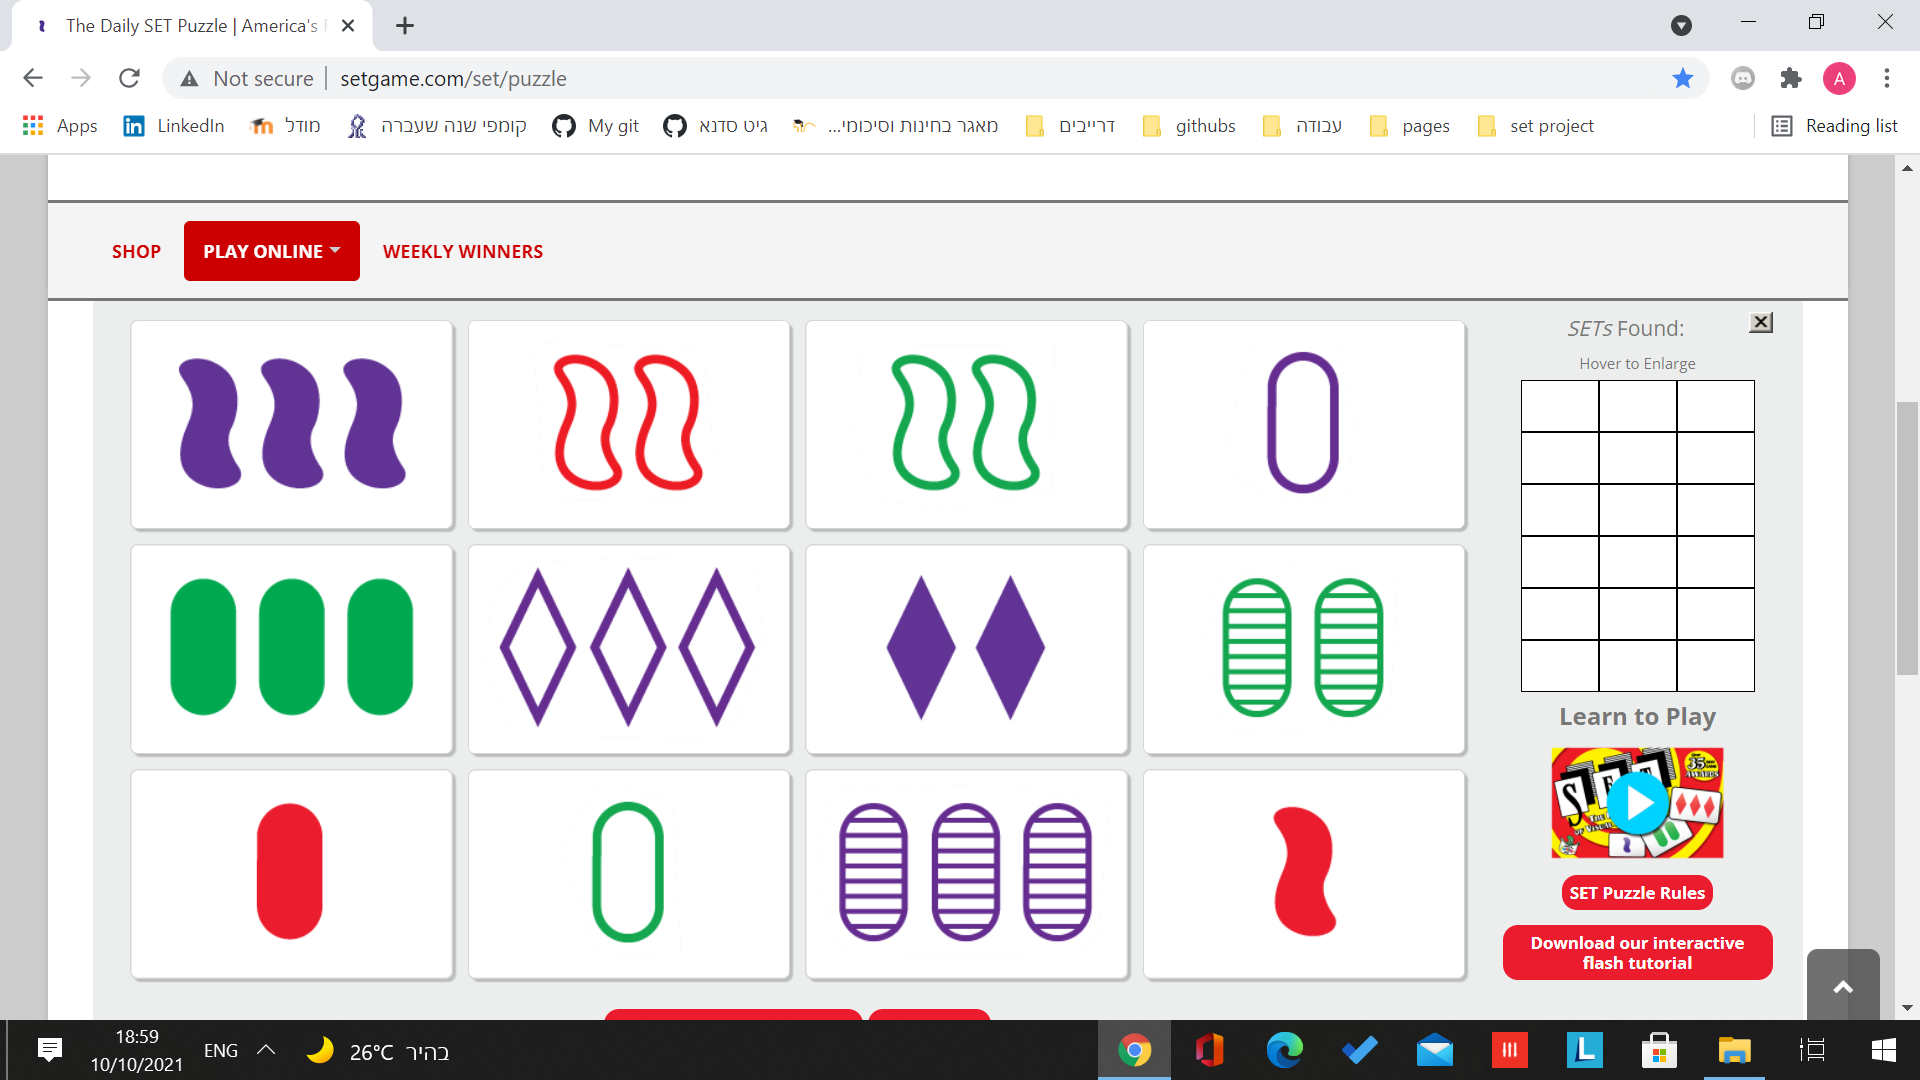 The Daily SET Puzzle | America's
Not secure | setgame.com/set/puzzle
A
Apps
LinkedIn
מודל
קומפי שנה שעברה
My git
גיט סדנא
מאגר בחינות וסיכומי...
דרייבים
githubs
עבודה
pages
set project
Reading list
SHOP
PLAY ONLINE
WEEKLY WINNERS
SETs Found:
Hover to Enlarge
Learn to Play
SET
35
SET Puzzle Rules
Download our interactive
flash tutorial
18:59
10/10/2021
ENG
26°C בהיר